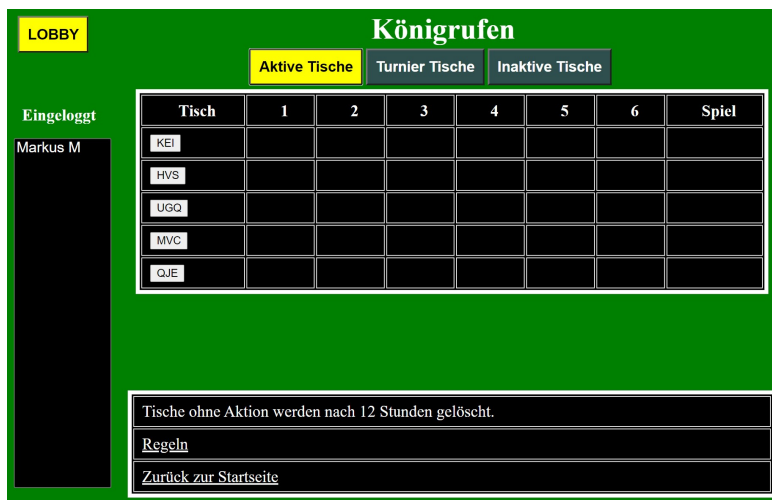 LOBBY
Königrufen
Aktive Tische Turnier Tische Inaktive Tische
Eingeloggt
Markus M
Tisch 1 2 3 4 5 6 Spiel
KEI
HVS
UGQ
MVC
QJE
Tische ohne Aktion werden nach 12 Stunden gelöscht.
Regeln
Zurück zur Startseite